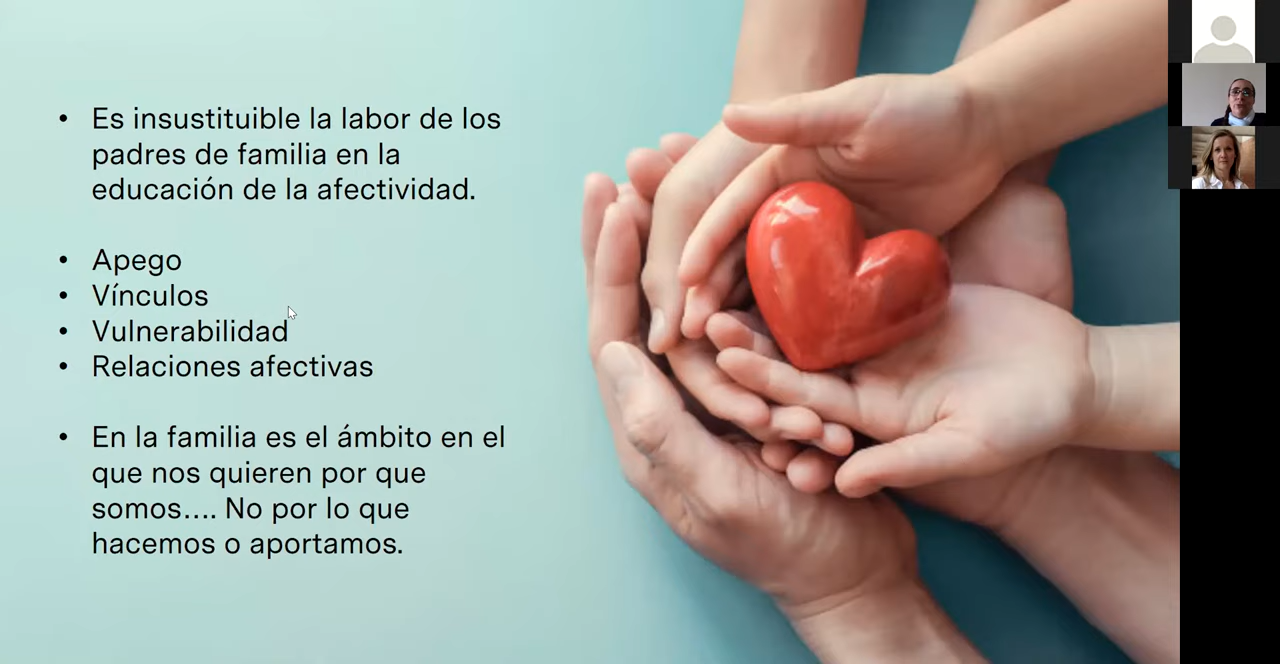 • Es insustituible la labor de los
padres de familia en la
educación de la afectividad.
• Apego
• Vínculos
• Vulnerabilidad
• Relaciones afectivas
• En la familia es el ámbito en el
que nos quieren por que
somos.... No por lo que
hacemos o aportamos.